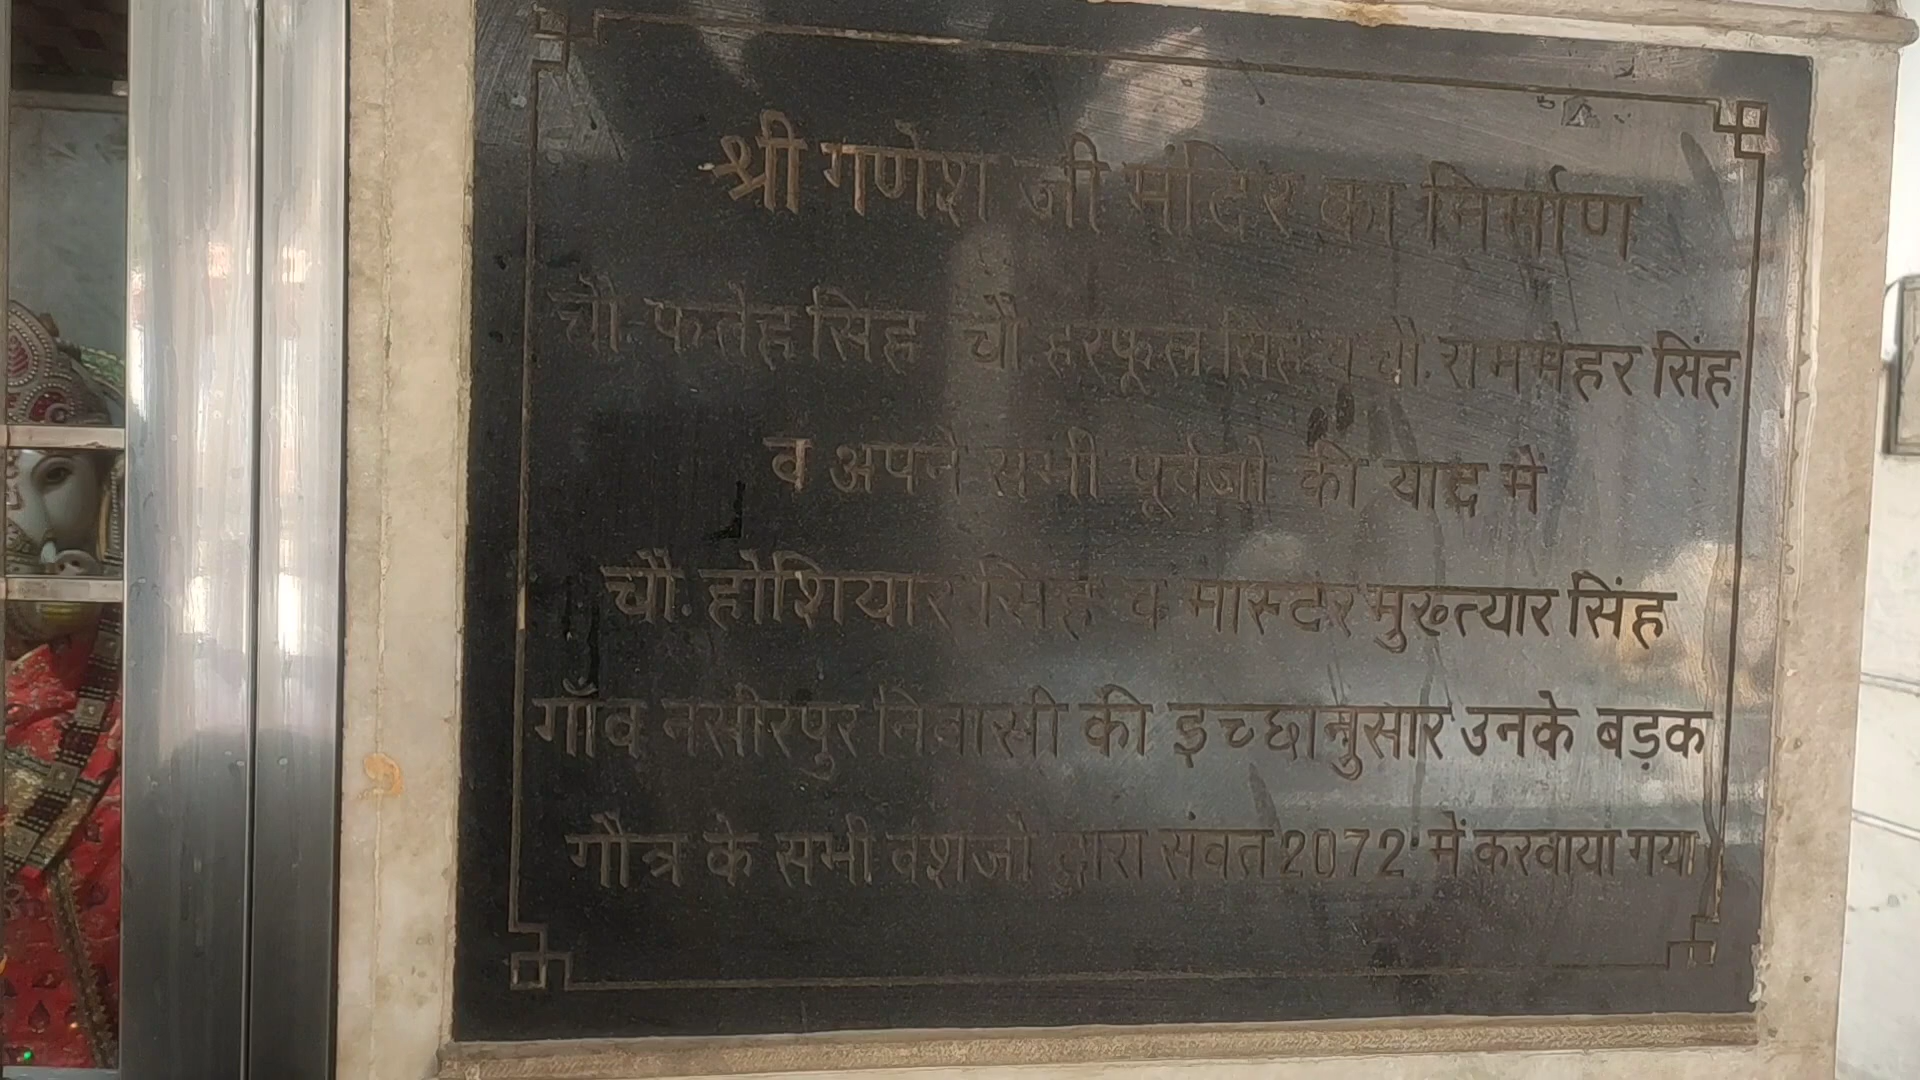 श्री गणेश जी मंदिर का निर्माण
चौ. फतेह सिंह चौ हरफूल सिंह व चौ. राममेहर सिंह
व अपने सभी पूर्वजो की याद में
चौ. होशियार सिंह व मास्टर मुख्त्यार सिंह
गाँव नसीरपुर निवासी की इच्छानुसार उनके बड़क
गौत्र के सभी वंशजो द्वारा संवत 2072 में करवाया गया